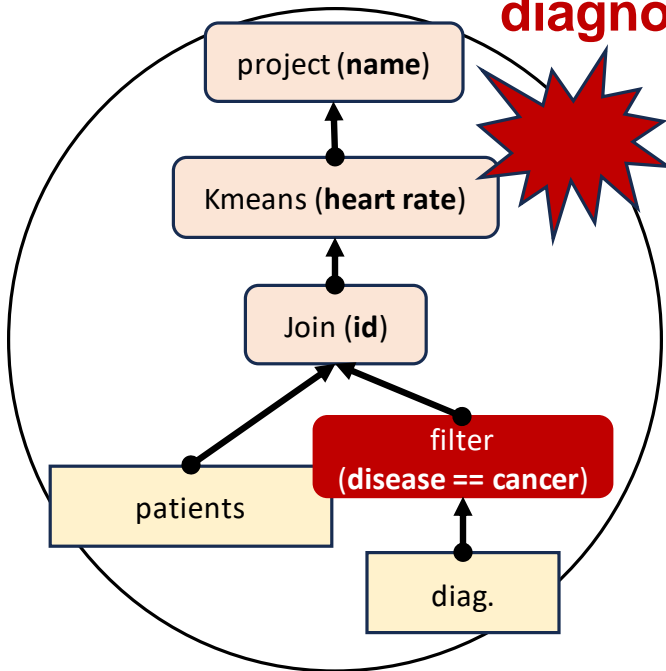 diagno
project (name)
Kmeans (heart rate)
Join (id)
filter
(disease == cancer)
patients
diag.